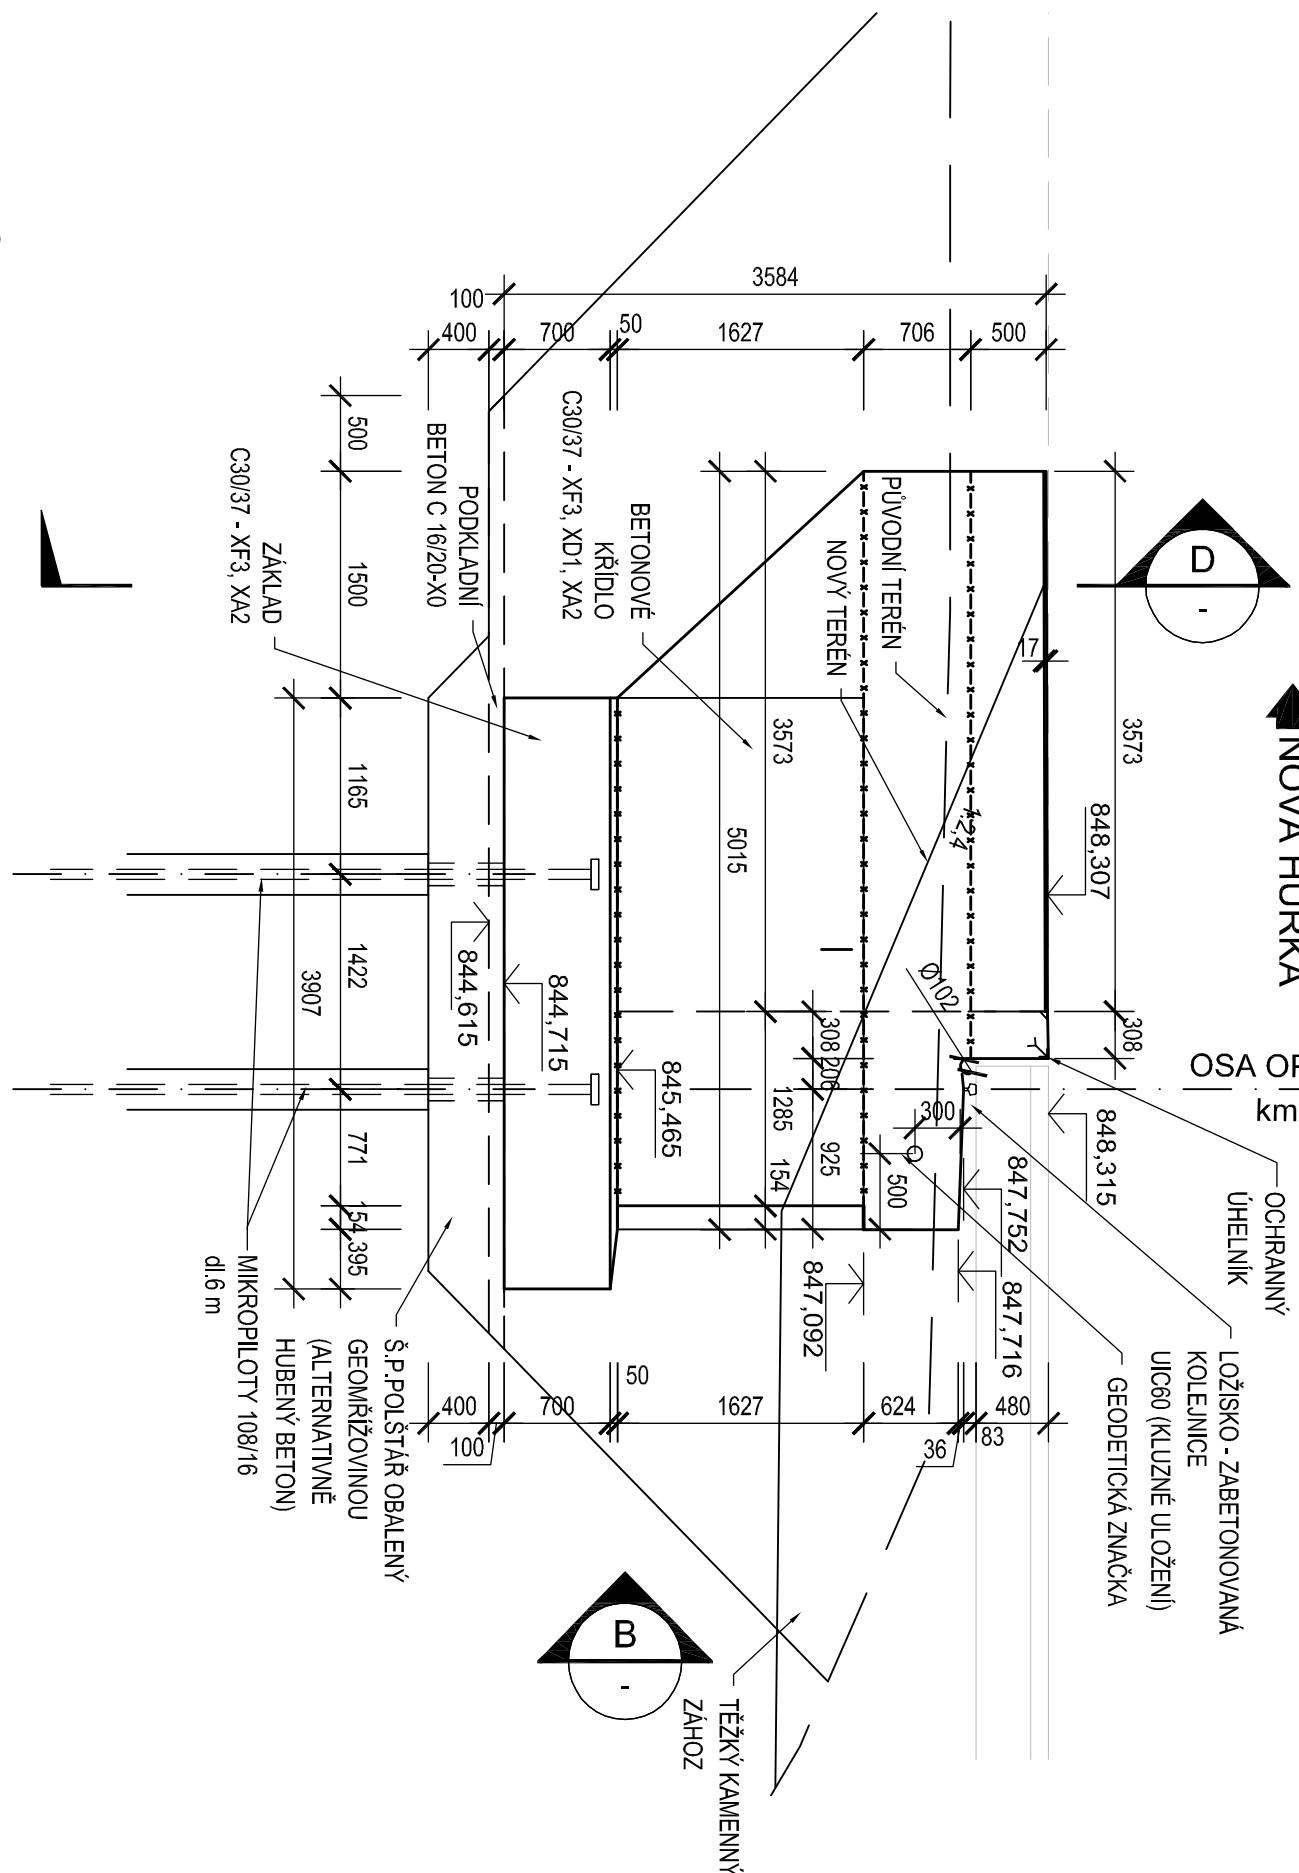 3584
100
400
700
50
1627
706
500
500
1500
1165
1422
771
154
395
3907
C30/37 - XF3, XA2
ZÁKLAD
BETON C 16/20-X0
PODKLADNÍ
C30/37 - XF3, XD1, XA2
KŘÍDLO
BETONOVÉ
PŮVODNÍ TERÉN
NOVÝ TERÉN
D
-
17
3573
3573
5015
1:2,4
848,307
NOVÁ HŮRKA
Ø102
308
308
206
1285
925
154
300
500
OSA OP
km
844,615
844,715
845,465
848,315
847,752
847,716
847,092
OCHRANNÝ
ÚHELNÍK
LOŽISKO - ZABETONOVANÁ
KOLEJNICE
UIC60 (KLUZNÉ ULOŽENÍ)
GEODETICKÁ ZNAČKA
400
100
700
50
1627
624
36
83
480
MIKROPILOTY 108/16
dl.6 m
Š.P.POLŠTÁŘ OBALENÝ
GEOMŘÍŽOVINOU
(ALTERNATIVNĚ
HUBENÝ BETON)
B
-
TĚŽKÝ KAMENNÝ
ZÁHOZ